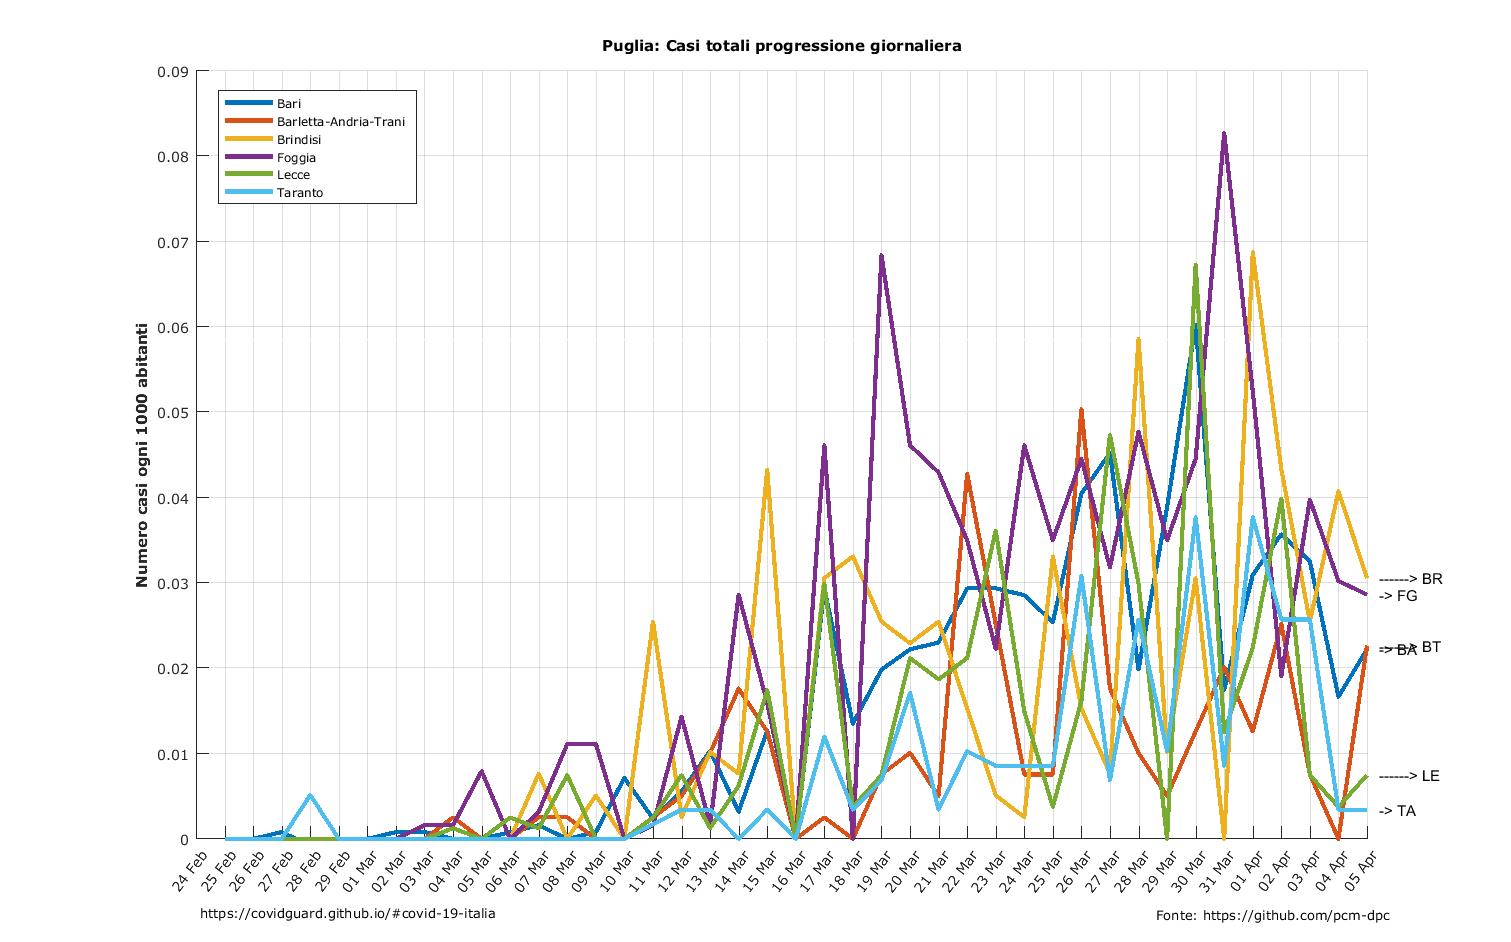 Puglia: Casi totali progressione giornaliera
Numero casi ogni 1000 abitanti
0.09
0.08
0.07
0.06
0.05
0.04
0.03
0.02
0.01
0
Bari
Barletta-Andria-Trani
Brindisi
Foggia
Lecce
Taranto
------> BR
-> FG
------> BT
-> BA
------> LE
-> TA
24 Feb
25 Feb
26 Feb
27 Feb
28 Feb
29 Feb
01 Mar
02 Mar
03 Mar
04 Mar
05 Mar
06 Mar
07 Mar
08 Mar
09 Mar
10 Mar
11 Mar
12 Mar
13 Mar
14 Mar
15 Mar
16 Mar
17 Mar
18 Mar
19 Mar
20 Mar
21 Mar
22 Mar
23 Mar
24 Mar
25 Mar
26 Mar
27 Mar
28 Mar
29 Mar
30 Mar
31 Mar
01 Apr
02 Apr
03 Apr
04 Apr
05 Apr
https://covidguard.github.io/#covid-19-italia
Fonte: https://github.com/pcm-dpc